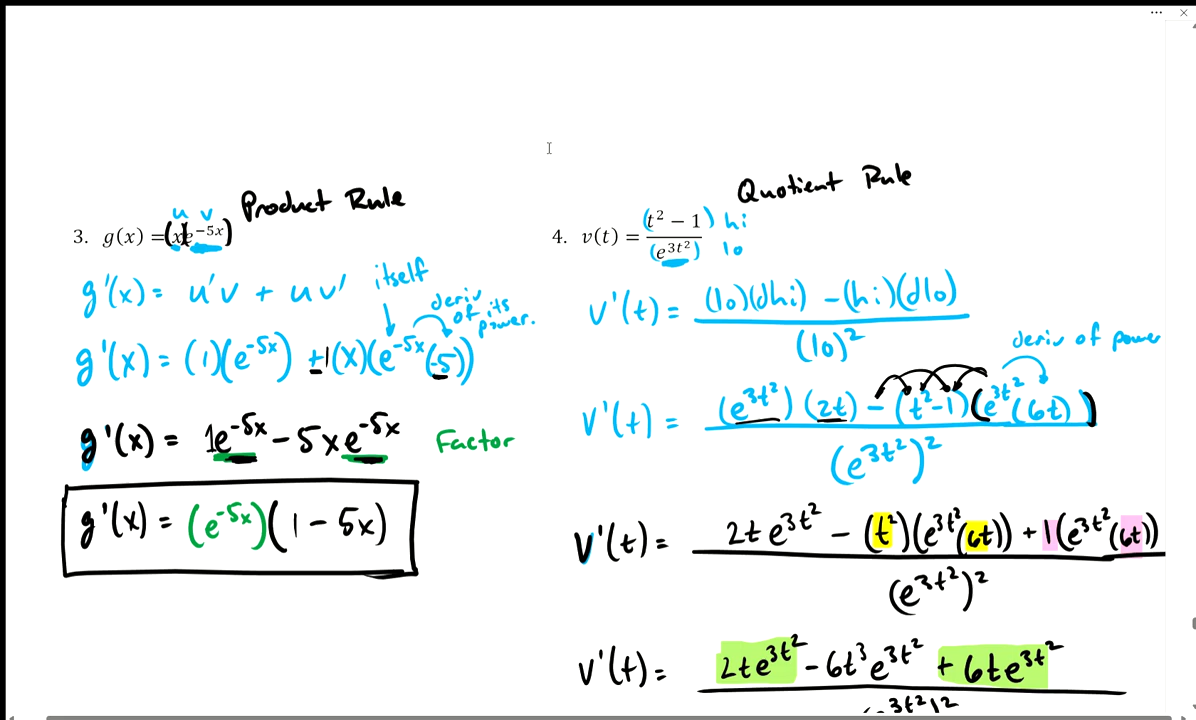 Product Rule
u v
3. g(x) = (x)(e^{-5x})
g'(x) = u'v + uv'
itself
deriv of its power.
g'(x) = (1)(e^{-5x}) + 1(x)(e^{-5x}(-5))
g'(x) = 1e^{-5x} - 5xe^{-5x} Factor
g'(x) = (e^{-5x})(1 - 5x)
Quotient Rule
4. v(t) = \frac{(t^2 - 1)}{(e^{3t^2})} hi lo
v'(t) = \frac{(lo)(dhi) - (hi)(dlo)}{(lo)^2}
deriv of power
v'(t) = \frac{(e^{3t^2})(2t) - (t^2 - 1)(e^{3t^2}(6t))}{(e^{3t^2})^2}
v'(t) = \frac{2te^{3t^2} - (t^2)(e^{3t^2}(6t)) + 1(e^{3t^2}(6t))}{(e^{3t^2})^2}
v'(t) = 2te^{3t^2} - 6t^3e^{3t^2} + 6te^{3t^2}